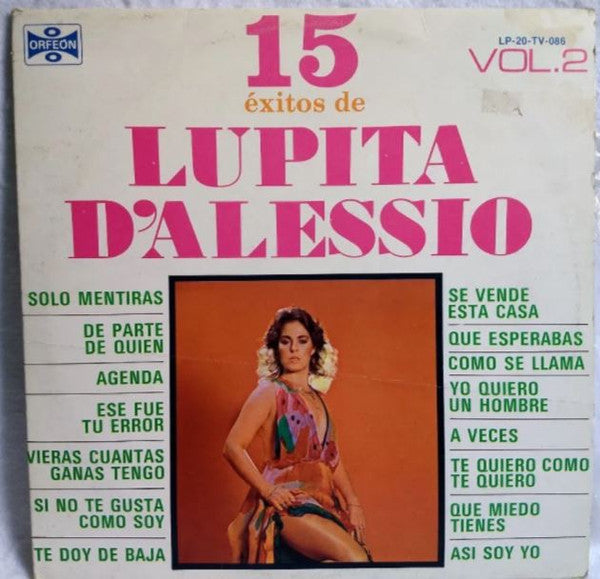 ORFEÓN
LP-20-TV-086
VOL.2
15
éxitos de
LUPITA
D'ALESSIO
SOLO MENTIRAS
DE PARTE
DE QUIEN
AGENDA
ESE FUE
TU ERROR
VIERAS CUANTAS
GANAS TENGO
SI NO TE GUSTA
COMO SOY
TE DOY DE BAJA
SE VENDE
ESTA CASA
QUE ESPERABAS
COMO SE LLAMA
YO QUIERO
UN HOMBRE
A VECES
TE QUIERO COMO
TE QUIERO
QUE MIEDO
TIENES
ASI SOY YO